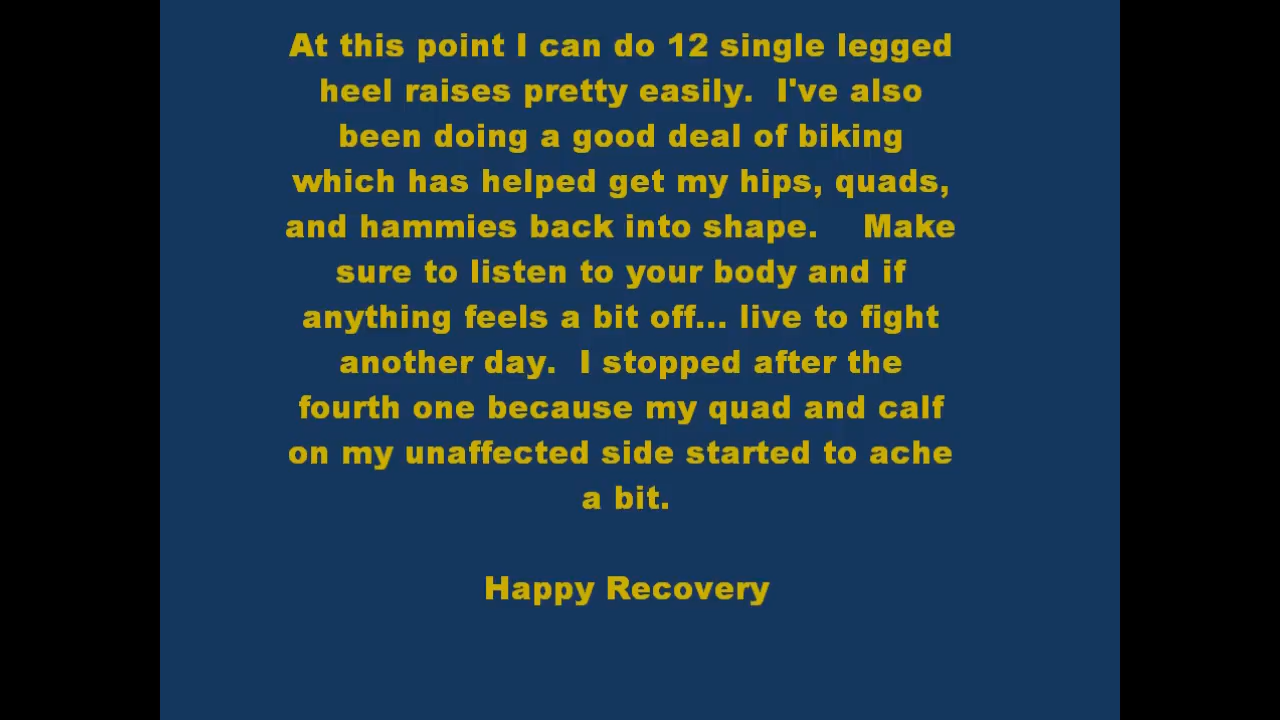 At this point I can do 12 single legged
heel raises pretty easily.  I've also
been doing a good deal of biking
which has helped get my hips, quads,
and hammies back into shape.    Make
sure to listen to your body and if
anything feels a bit off... live to fight
another day.  I stopped after the
fourth one because my quad and calf
on my unaffected side started to ache
a bit.
Happy Recovery